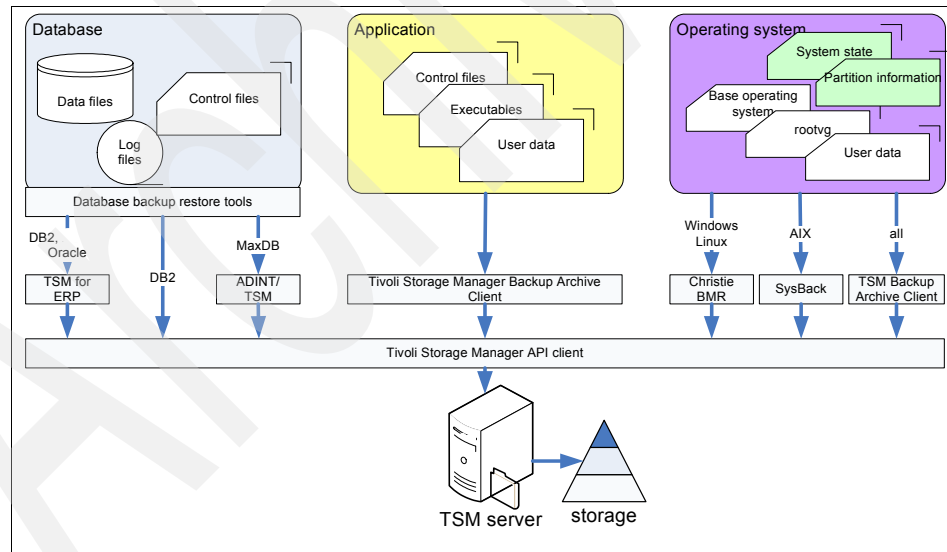 Database
Data files
Control files
Log
files
Database backup restore tools
DB2,
Oracle
DB2
MaxDB
TSM for
ERP
ADINT/
TSM
Application
Control files
Executables
User data
Tivoli Storage Manager Backup Archive
Client
Operating system
System state
Partition information
Base operating
system
rootvg
User data
Windows
Linux
AIX
all
Christie
BMR
SysBack
TSM Backup
Archive Client
Tivoli Storage Manager API client
TSM server
storage